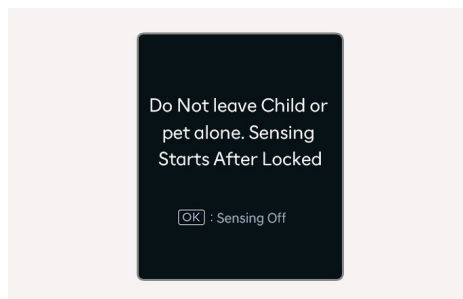 Do Not leave Child or
pet alone. Sensing
Starts After Locked
OK : Sensing Off